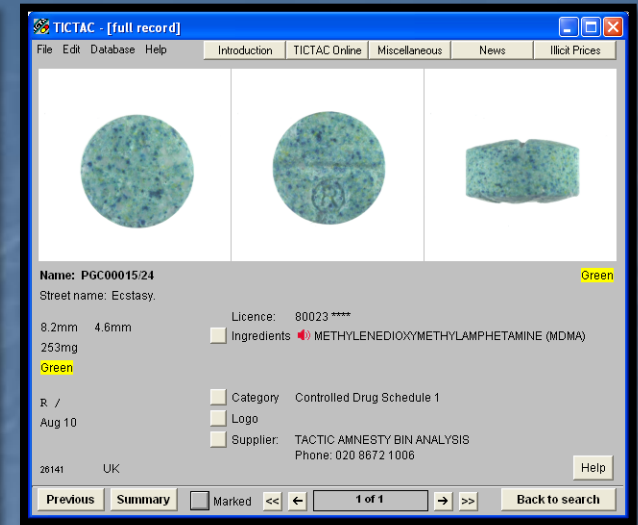 TICTAC - [full record]
File Edit Database Help Introduction TICTAC Online Miscellaneous News Illicit Prices
R
Name: PGC00015/24 Green
Street name: Ecstasy.
Licence: 80023 ****
8.2mm 4.6mm
Ingredients METHYLENEDIOXYMETHYLAMPHETAMINE (MDMA)
253mg
Green
R / Category Controlled Drug Schedule 1
Aug 10 Logo
Supplier: TACTIC AMNESTY BIN ANALYSIS
Phone: 020 8672 1006
26141 UK Help
Previous Summary Marked << ← 1 of 1 → >> Back to search